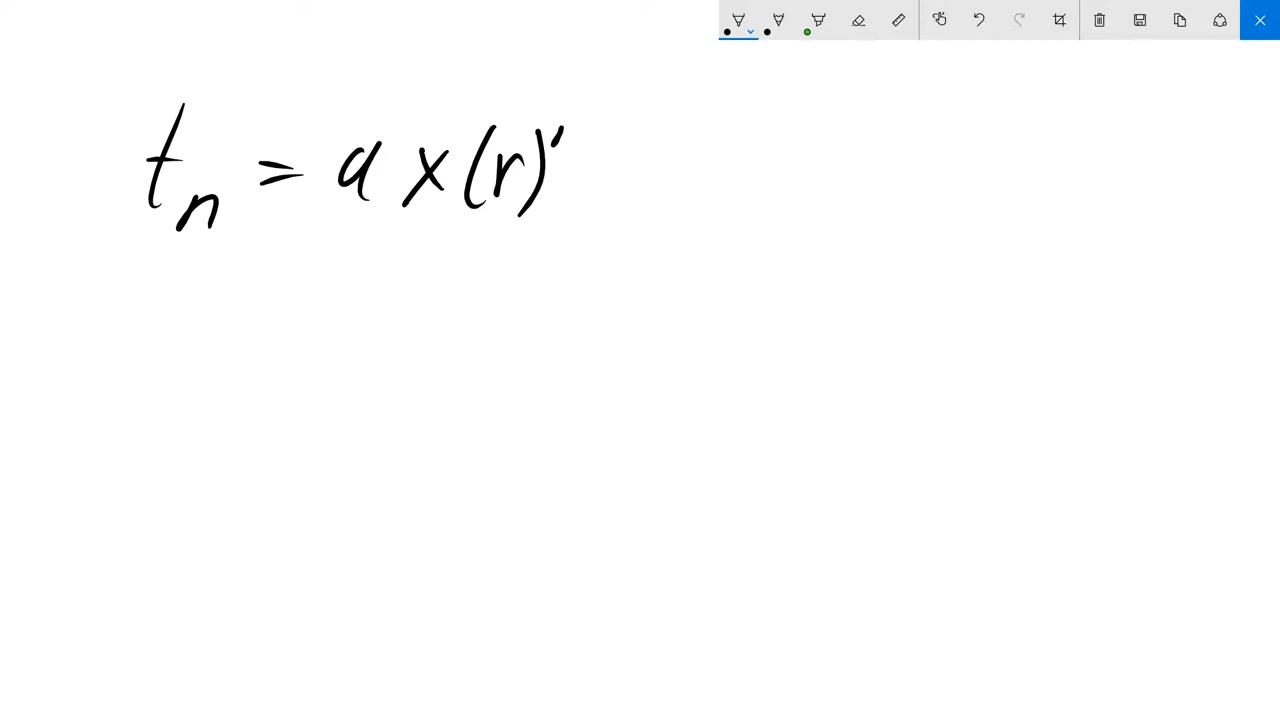 tₙ = a x (r)'